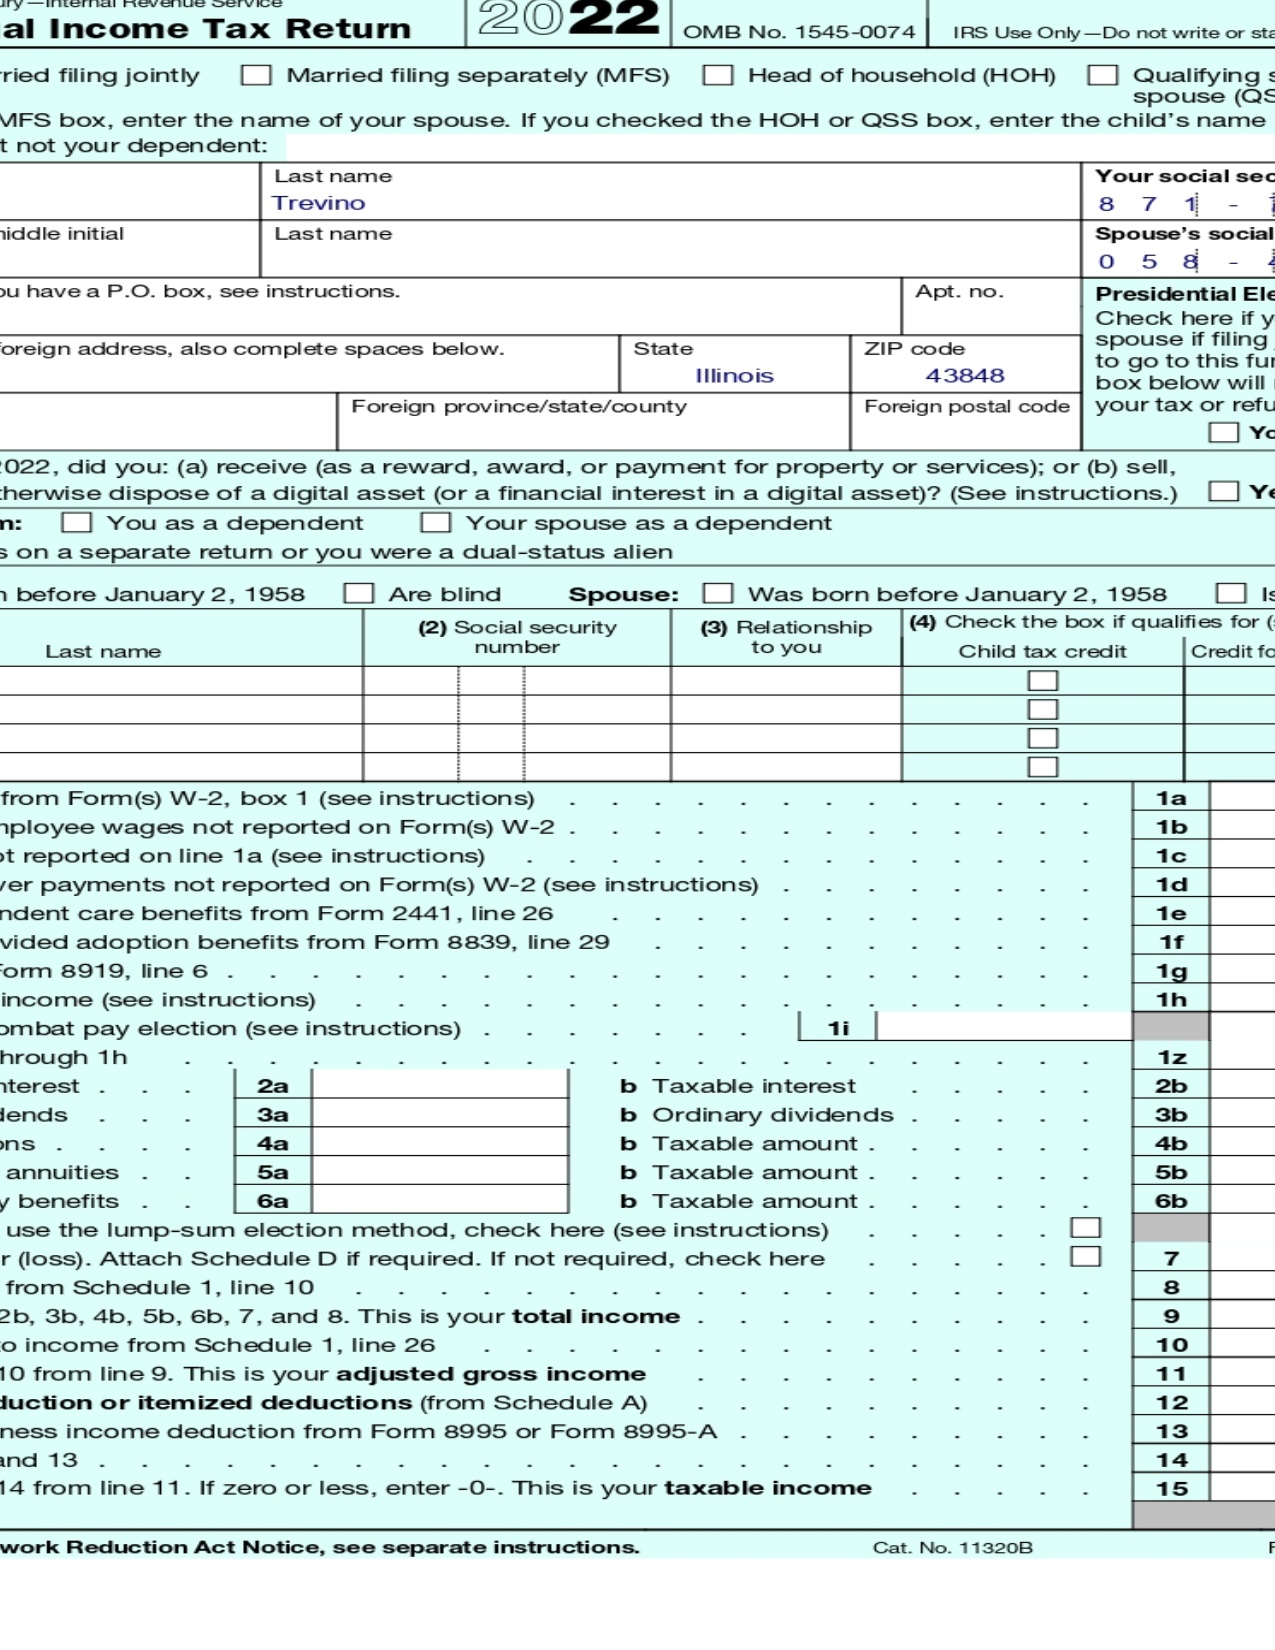 ury—Internal Revenue Service
al Income Tax Return 2022 OMB No. 1545-0074 IRS Use Only—Do not write or sta
ried filing jointly Married filing separately (MFS) Head of household (HOH) Qualifying s
spouse (QS
MFS box, enter the name of your spouse. If you checked the HOH or QSS box, enter the child's name
t not your dependent:
Last name Your social sec
Trevino 8 7 1 -
iddle initial Last name Spouse's social
0 5 8 -
ou have a P.O. box, see instructions. Apt. no. Presidential Ele
Check here if y
foreign address, also complete spaces below. State ZIP code spouse if filing
Illinois 43848 to go to this fun
box below will
Foreign province/state/county Foreign postal code your tax or refu
Yo
2022, did you: (a) receive (as a reward, award, or payment for property or services); or (b) sell,
therwise dispose of a digital asset (or a financial interest in a digital asset)? (See instructions.) Ye
m: You as a dependent Your spouse as a dependent
s on a separate return or you were a dual-status alien
n before January 2, 1958 Are blind Spouse: Was born before January 2, 1958 Is
(2) Social security number (3) Relationship to you (4) Check the box if qualifies for (s
Last name Child tax credit Credit fo
from Form(s) W-2, box 1 (see instructions) . . . . . . . . . . . . . 1a
mployee wages not reported on Form(s) W-2 . . . . . . . . . . . . . 1b
ot reported on line 1a (see instructions) . . . . . . . . . . . . . . 1c
ver payments not reported on Form(s) W-2 (see instructions) . . . . . . . . 1d
ndent care benefits from Form 2441, line 26 . . . . . . . . . . . . 1e
vided adoption benefits from Form 8839, line 29 . . . . . . . . . . . 1f
Form 8919, line 6 . . . . . . . . . . . . . . . . . . . . . 1g
income (see instructions) . . . . . . . . . . . . . . . . . . 1h
ombat pay election (see instructions) . . . . . . . 1i
hrough 1h . . . . . . . . . . . . . . . . . . . . . . 1z
nterest . . . 2a b Taxable interest . . . . . 2b
dends . . . 3a b Ordinary dividends . . . . . 3b
ons . . . . 4a b Taxable amount . . . . . . 4b
annuities . . 5a b Taxable amount . . . . . . 5b
y benefits . . 6a b Taxable amount . . . . . . 6b
use the lump-sum election method, check here (see instructions) . . . . .
r (loss). Attach Schedule D if required. If not required, check here . . . . . 7
from Schedule 1, line 10 . . . . . . . . . . . . . . . . . . 8
2b, 3b, 4b, 5b, 6b, 7, and 8. This is your total income . . . . . . . . . . 9
to income from Schedule 1, line 26 . . . . . . . . . . . . . . . 10
10 from line 9. This is your adjusted gross income . . . . . . . . . . 11
duction or itemized deductions (from Schedule A) . . . . . . . . . . 12
ness income deduction from Form 8995 or Form 8995-A . . . . . . . . . 13
and 13 . . . . . . . . . . . . . . . . . . . . . . . . 14
14 from line 11. If zero or less, enter -0-. This is your taxable income . . . . . 15
work Reduction Act Notice, see separate instructions. Cat. No. 11320B F